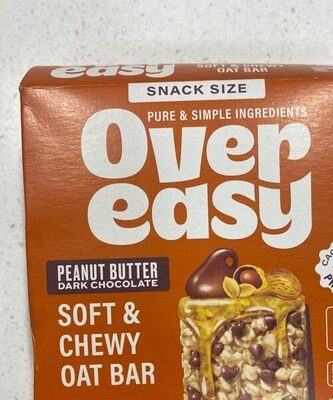 easy
SOFT & CHEWY
OAT BAR
SNACK SIZE
PURE & SIMPLE INGREDIENTS
Over
easy
TM
PEANUT BUTTER
DARK CHOCOLATE
SOFT &
CHEWY
OAT BAR